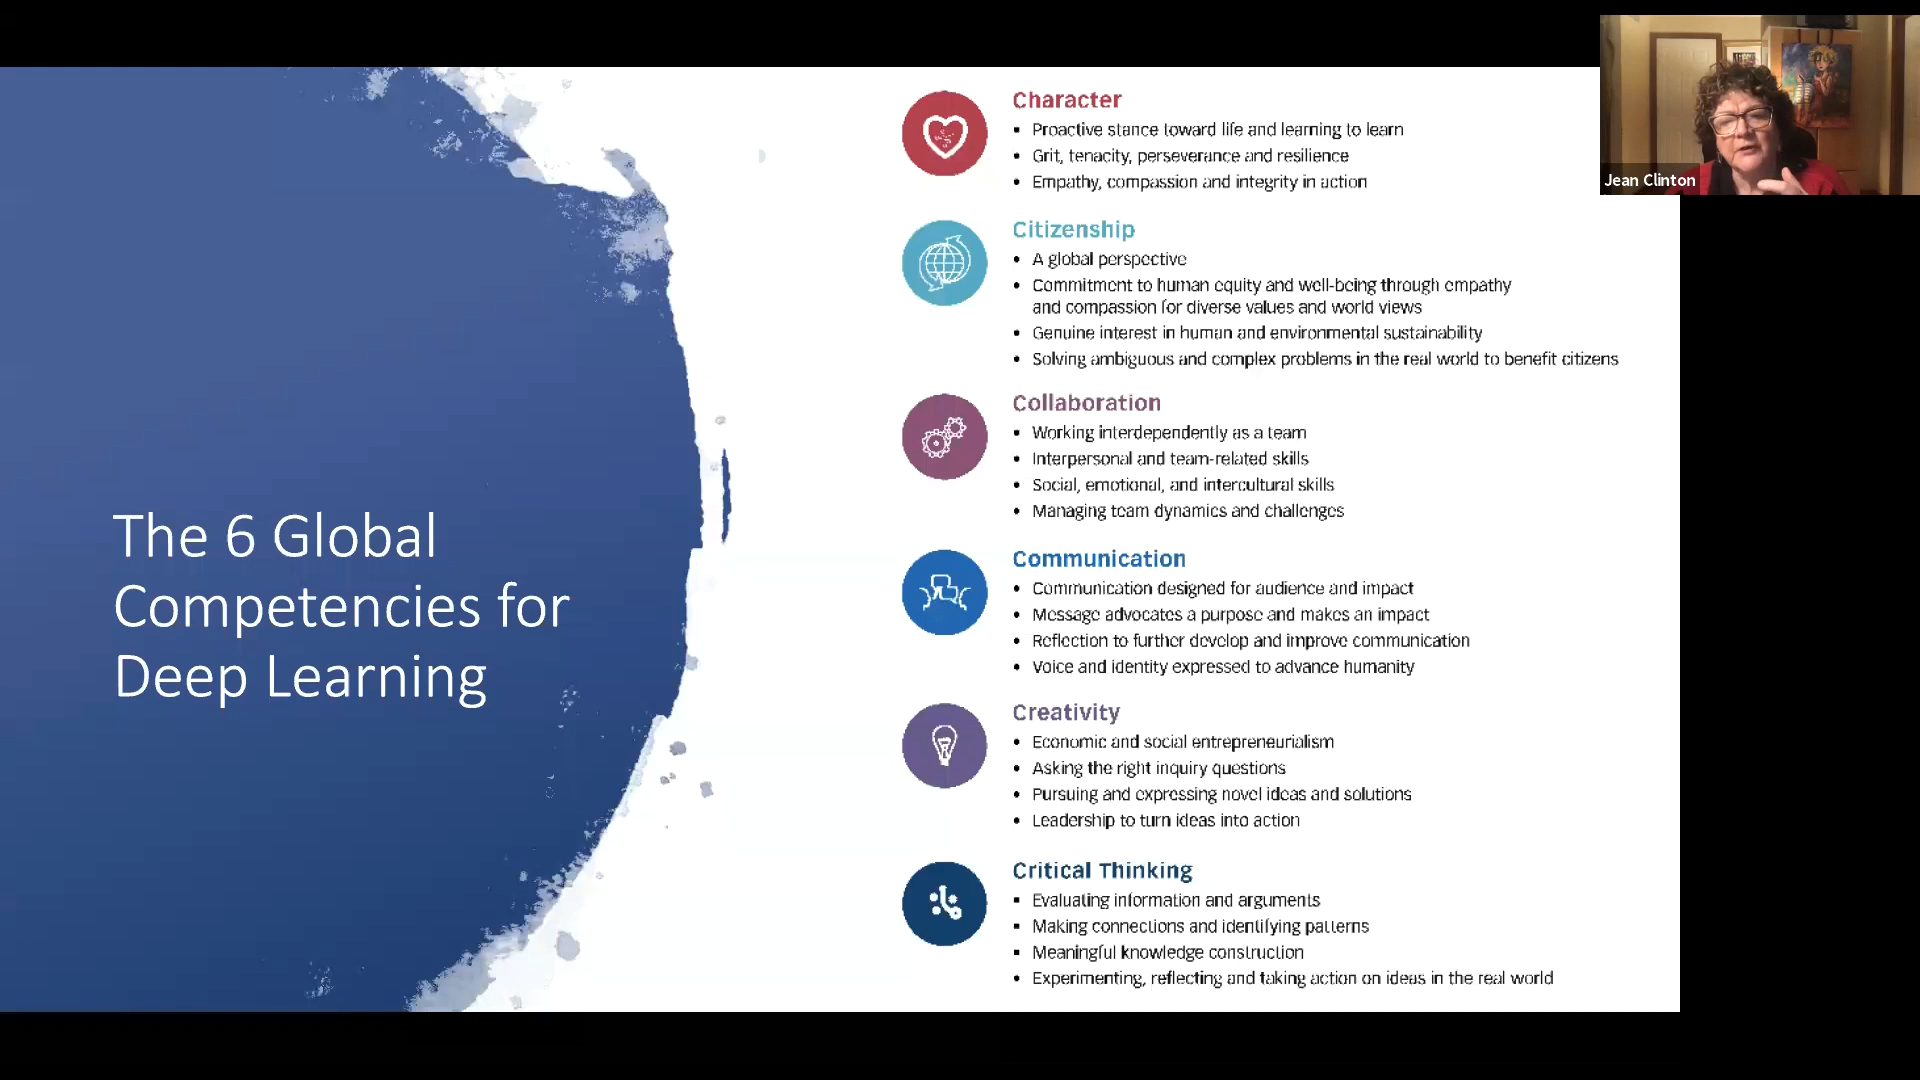 The 6 Global
Competencies for
Deep Learning
Character
• Proactive stance toward life and learning to learn
• Grit, tenacity, perseverance and resilience
• Empathy, compassion and integrity in action
Citizenship
• A global perspective
• Commitment to human equity and well-being through empathy
and compassion for diverse values and world views
• Genuine interest in human and environmental sustainability
• Solving ambiguous and complex problems in the real world to benefit citizens
Collaboration
• Working interdependently as a team
• Interpersonal and team-related skills
• Social, emotional, and intercultural skills
• Managing team dynamics and challenges
Communication
• Communication designed for audience and impact
• Message advocates a purpose and makes an impact
• Reflection to further develop and improve communication
• Voice and identity expressed to advance humanity
Creativity
• Economic and social entrepreneurialism
• Asking the right inquiry questions
• Pursuing and expressing novel ideas and solutions
• Leadership to turn ideas into action
Critical Thinking
• Evaluating information and arguments
• Making connections and identifying patterns
• Meaningful knowledge construction
• Experimenting, reflecting and taking action on ideas in the real world
Jean Clinton